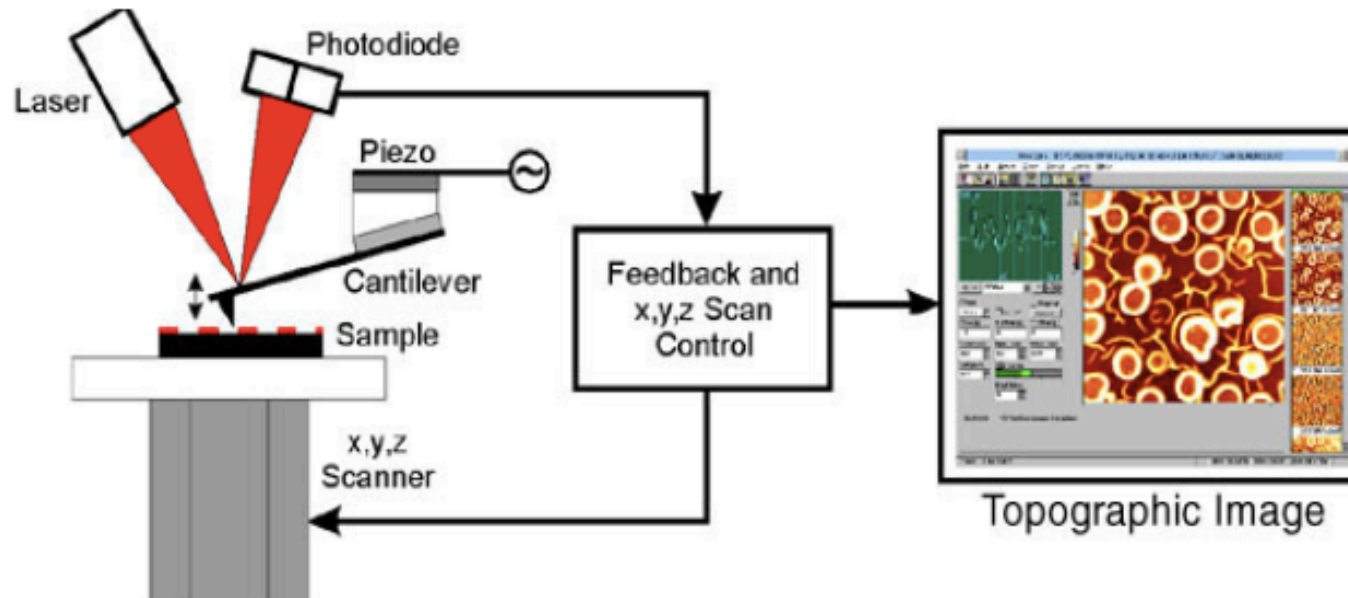 Photodiode
Laser
Piezo
Cantilever
Sample
Feedback and
x,y,z Scan
Control
x,y,z
Scanner
Topographic Image